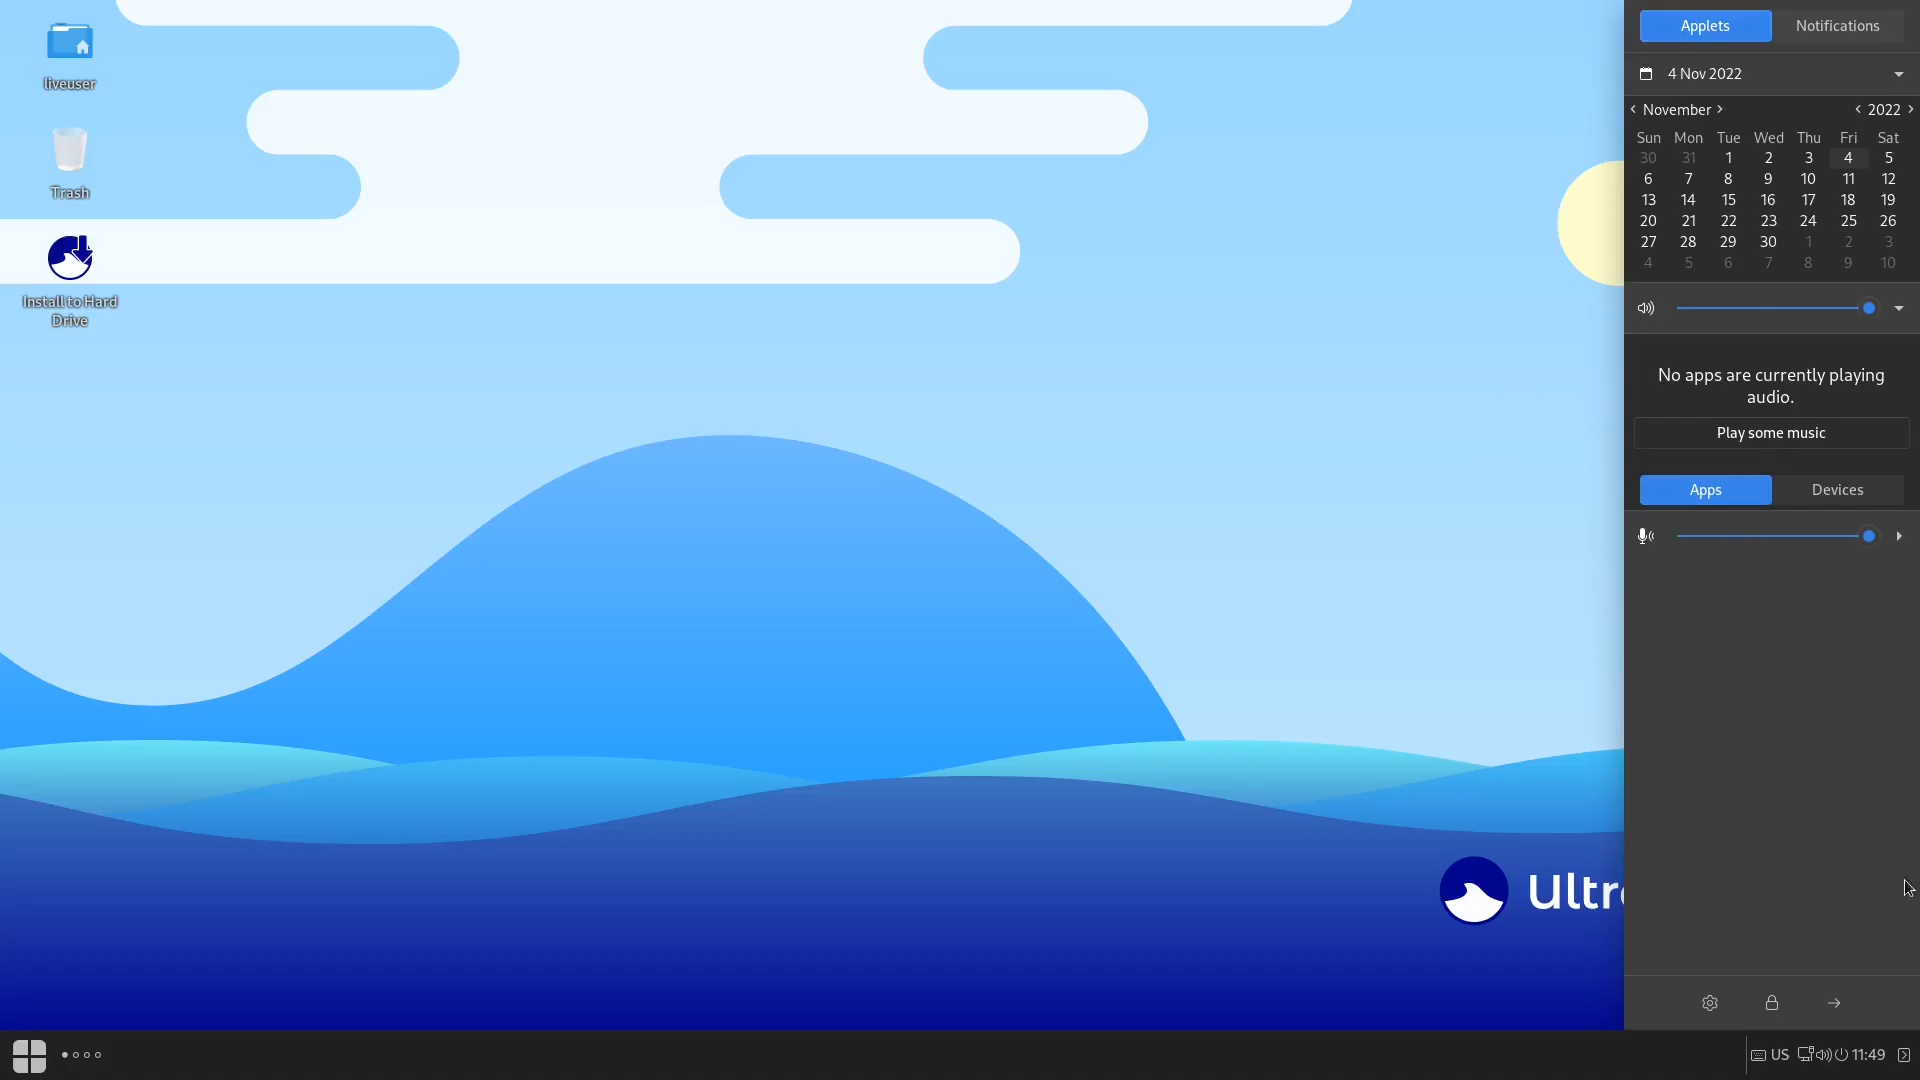 liveuser
Trash
Install to Hard
Drive
Ultr
Applets Notifications
4 Nov 2022
November 2022
Sun Mon Tue Wed Thu Fri Sat
30 31 1 2 3 4 5
6 7 8 9 10 11 12
13 14 15 16 17 18 19
20 21 22 23 24 25 26
27 28 29 30 1 2 3
4 5 6 7 8 9 10
No apps are currently playing
audio.
Play some music
Apps Devices
US 11:49